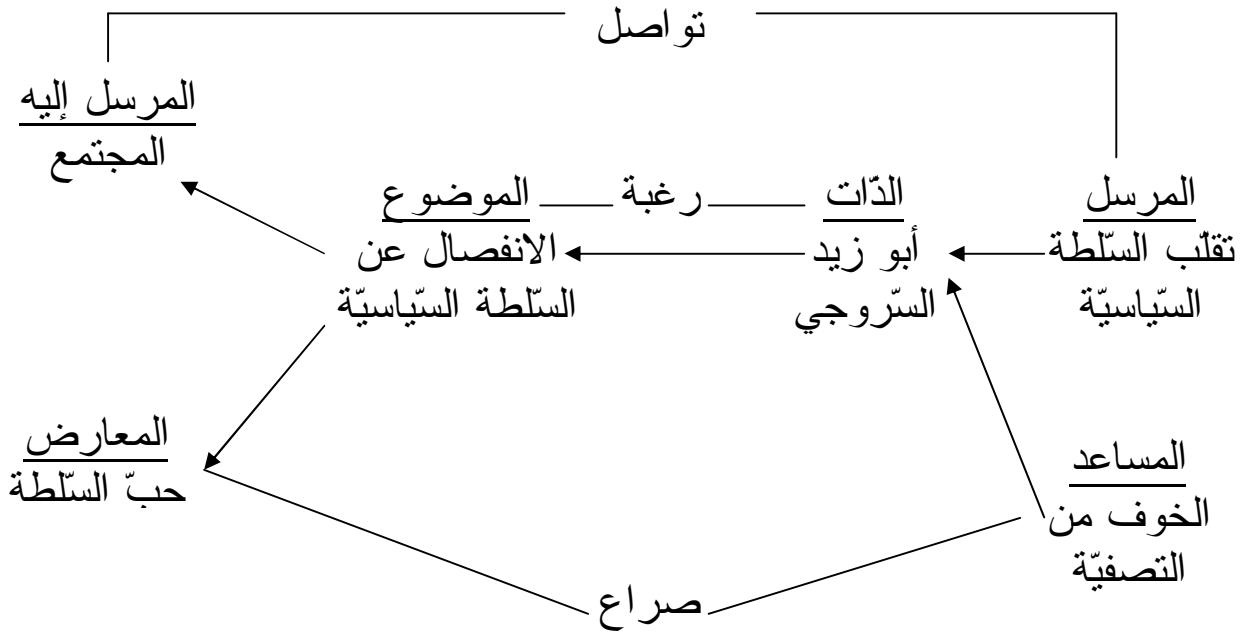 تواصل
المرسل إليه
المجتمع
المرسل
تقلّب السّلطة
السّياسيّة
الذّات
أبو زيد
السّروجي
رغبة
الموضوع
الانفصال عن
السّلطة السّياسيّة
المساعد
الخوف من
التصفيّة
المعارض
حبّ السّلطة
صراع